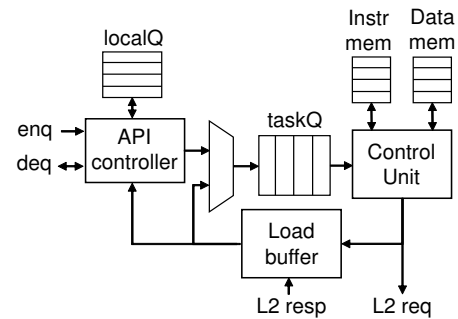 Instr
mem
Data
mem
localQ
enq
deq
API
controller
taskQ
Control
Unit
Load
buffer
L2 resp
L2 req